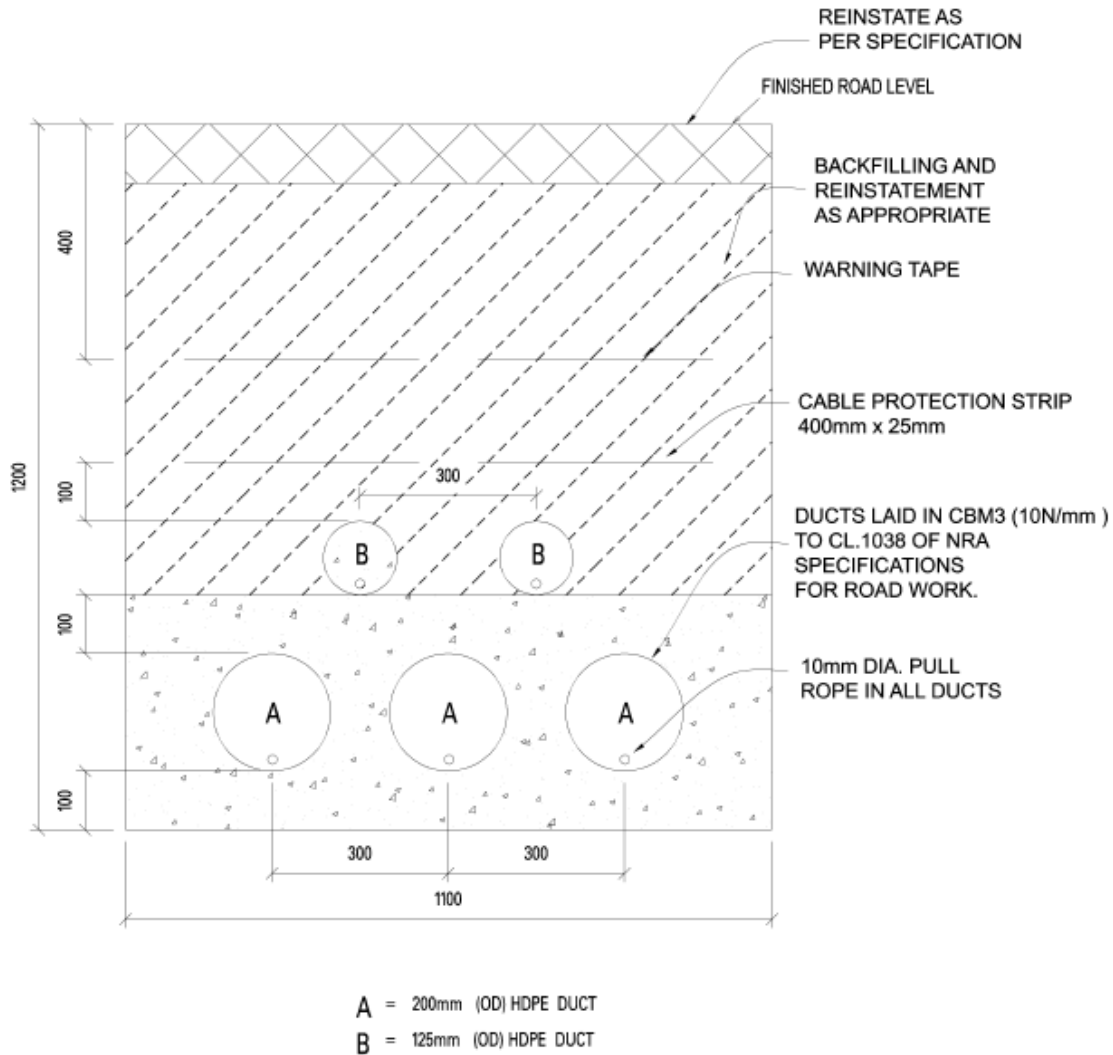 REINSTATE AS
PER SPECIFICATION
FINISHED ROAD LEVEL
BACKFILLING AND
REINSTATEMENT
AS APPROPRIATE
400
WARNING TAPE
CABLE PROTECTION STRIP
400mm x 25mm
1200
100
300
DUCTS LAID IN CBM3 (10N/mm )
TO CL.1038 OF NRA
SPECIFICATIONS
FOR ROAD WORK.
B
B
100
10mm DIA. PULL
ROPE IN ALL DUCTS
A
A
A
100
300
300
1100
A = 200mm (OD) HDPE DUCT
B = 125mm (OD) HDPE DUCT